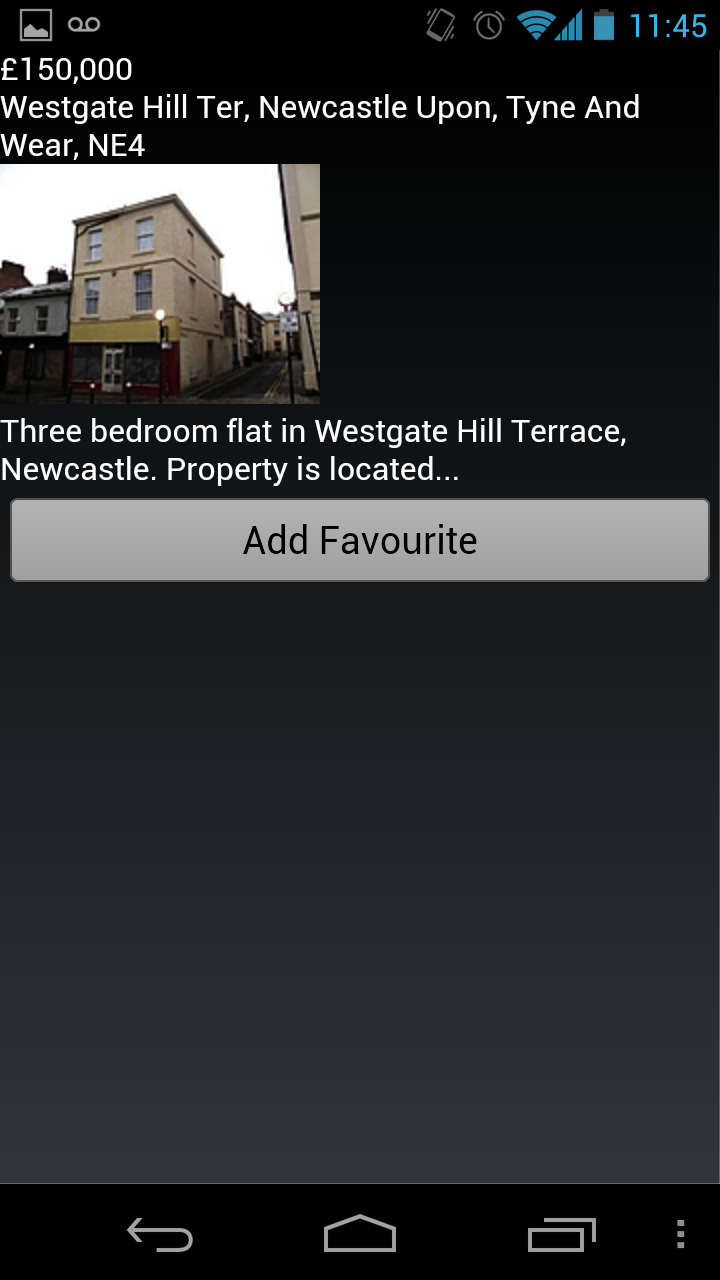 11:45
£150,000
Westgate Hill Ter, Newcastle Upon, Tyne And
Wear, NE4
Three bedroom flat in Westgate Hill Terrace,
Newcastle. Property is located...
Add Favourite